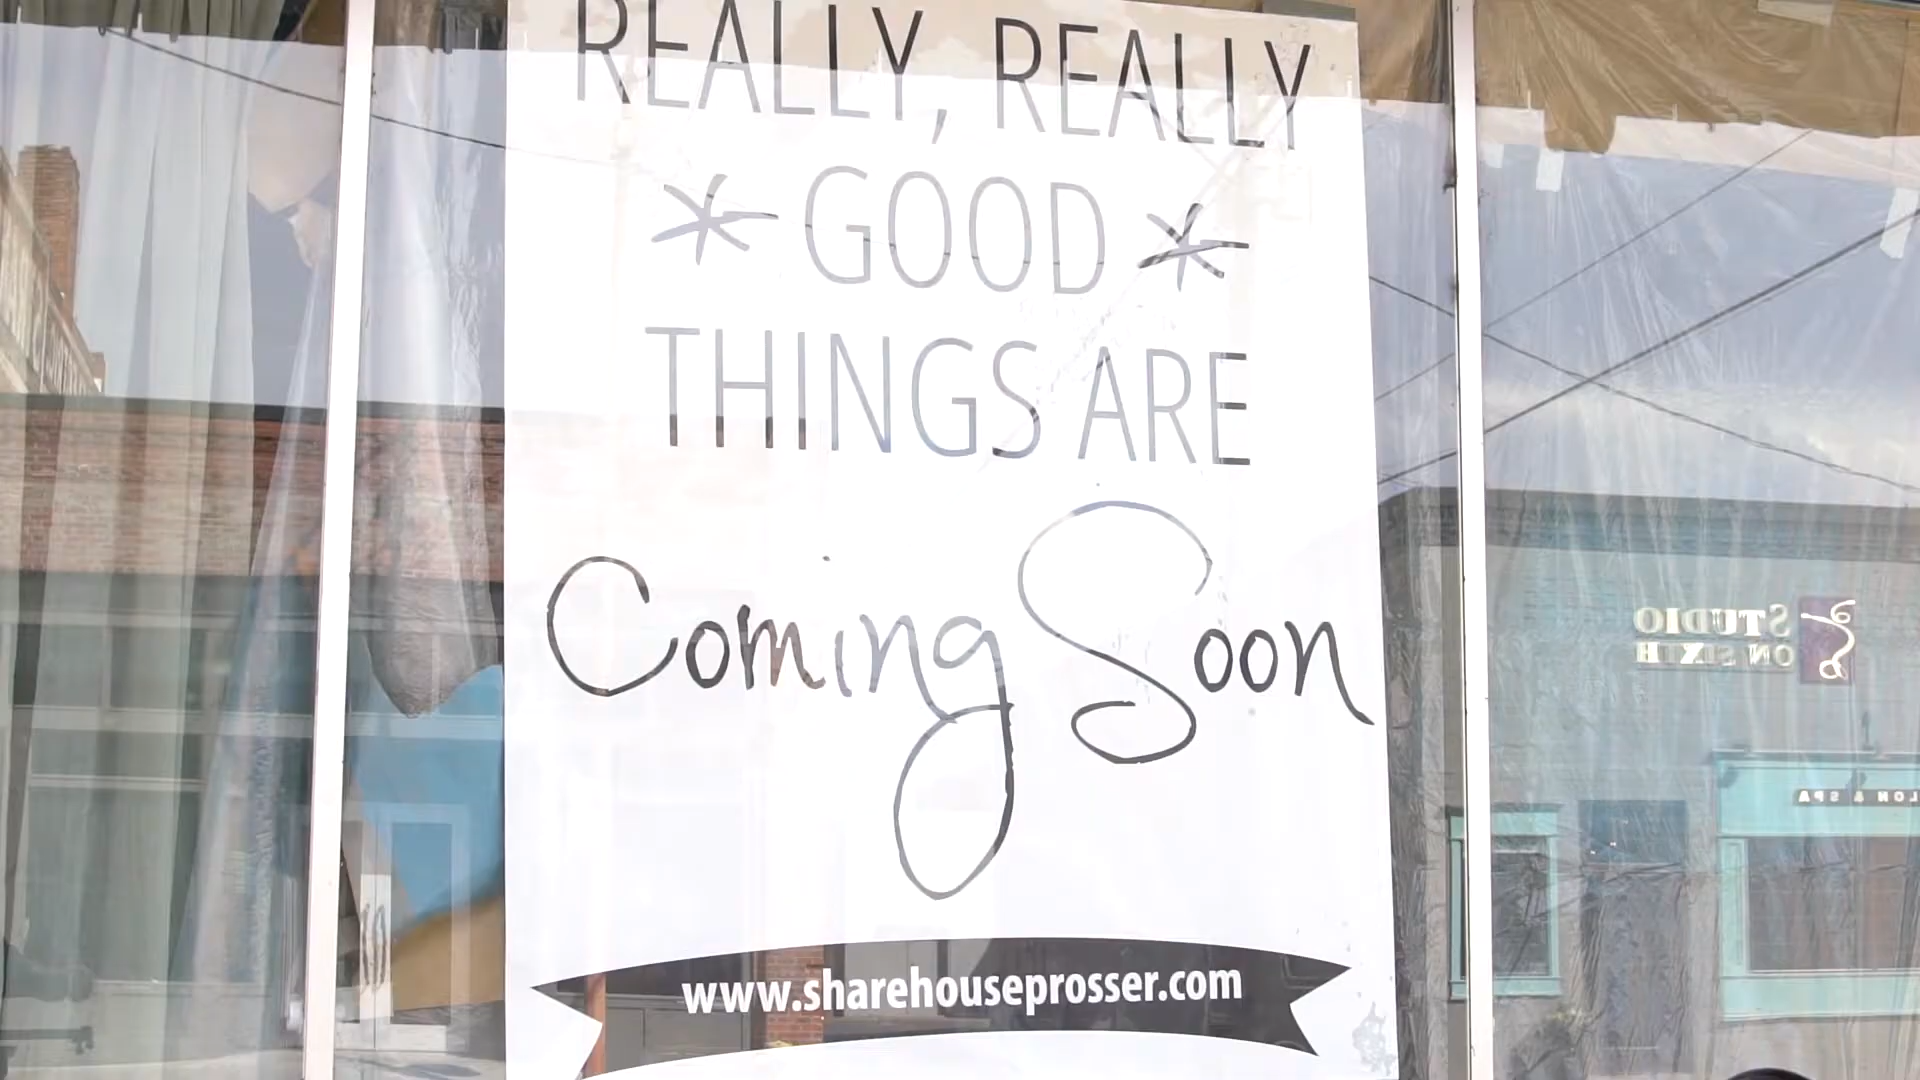 REALLY, REALLY
* GOOD *
THINGS ARE
Coming Soon
www.sharehouseprosser.com
STUDIO
ON SIXTH
LON & SPA